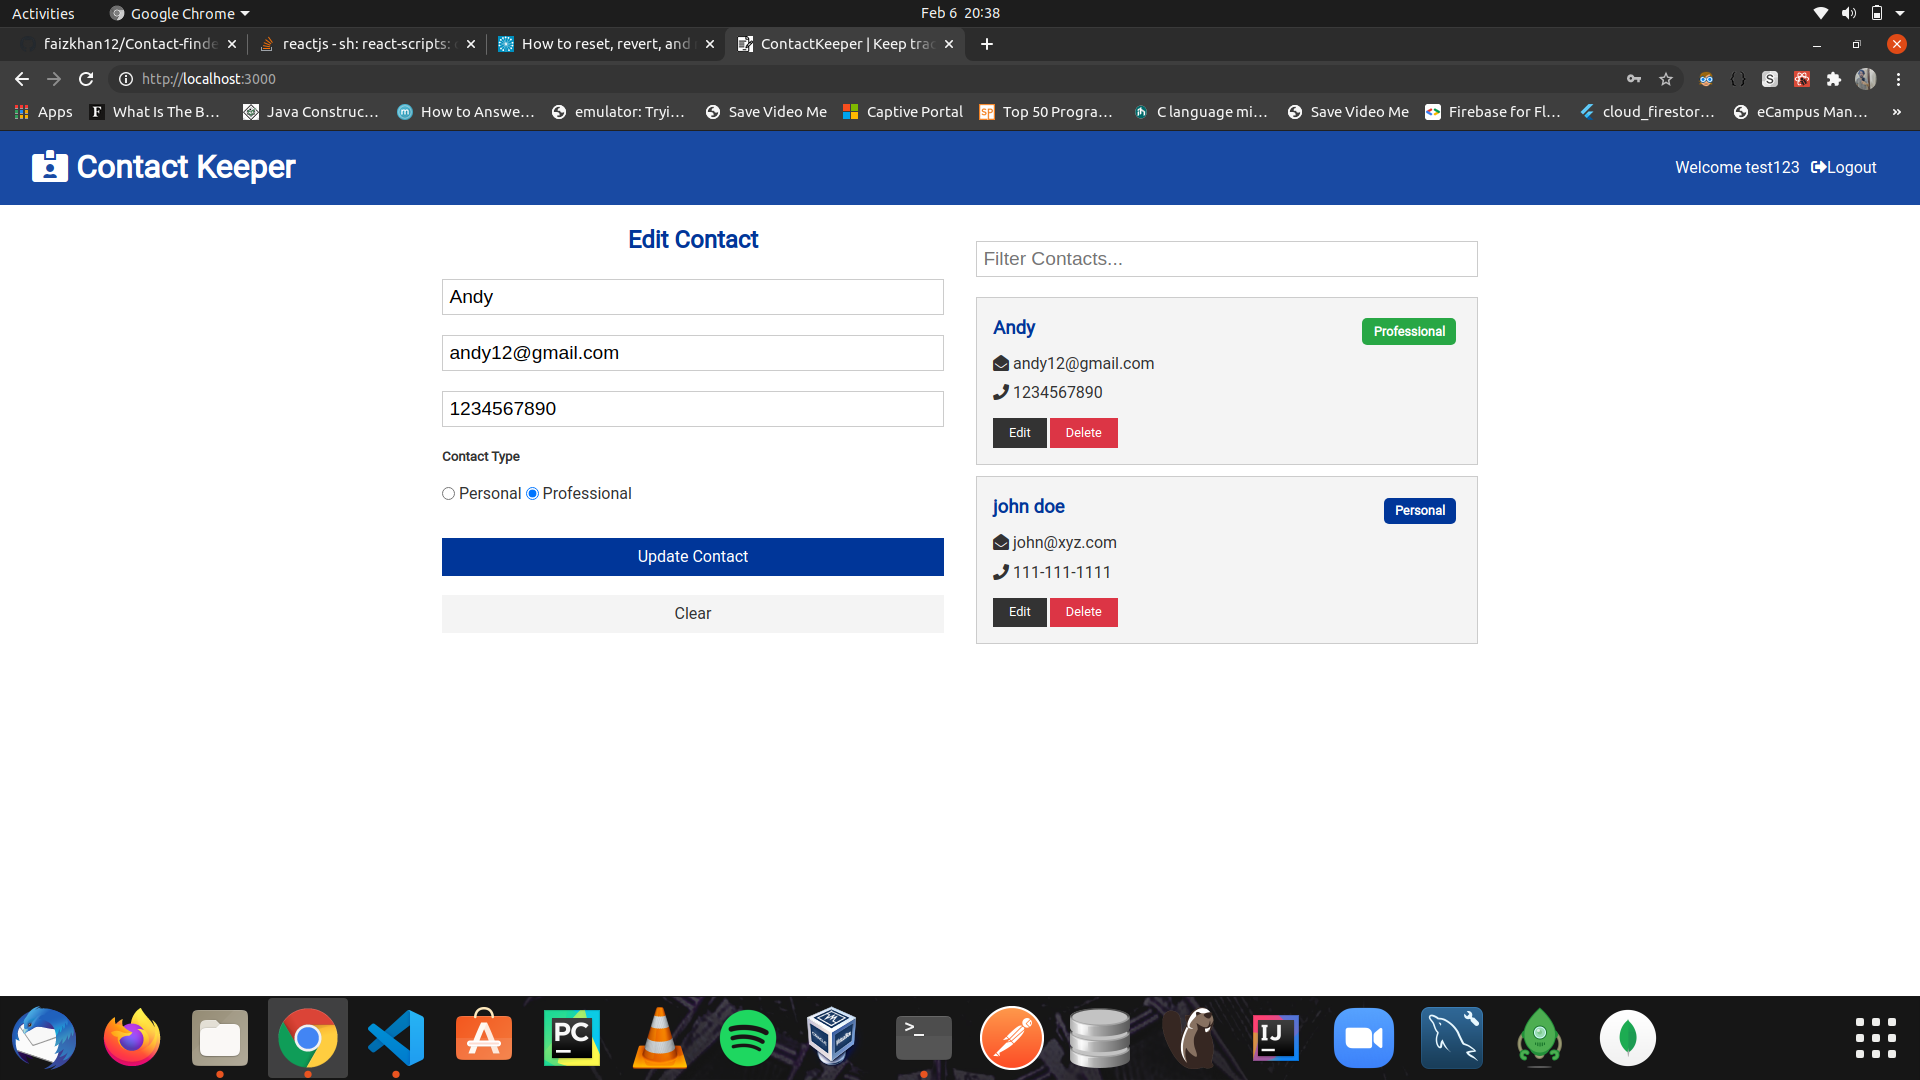 Activities
Google Chrome
Feb 6 20:38
faizkhan12/Contact-finde
reactjs - sh: react-scripts:
How to reset, revert, and
ContactKeeper | Keep trac
http://localhost:3000
Apps
What Is The B...
Java Construc...
How to Answe...
emulator: Tryi...
Save Video Me
Captive Portal
Top 50 Progra...
C language mi...
Save Video Me
Firebase for Fl...
cloud_firestor...
eCampus Man...
»
Contact Keeper
Welcome test123
Logout
Edit Contact
Andy
andy12@gmail.com
1234567890
Contact Type
Personal Professional
Update Contact
Clear
Filter Contacts...
Andy
Professional
andy12@gmail.com
1234567890
Edit Delete
john doe
Personal
john@xyz.com
111-111-1111
Edit Delete
PC
>_
IJ